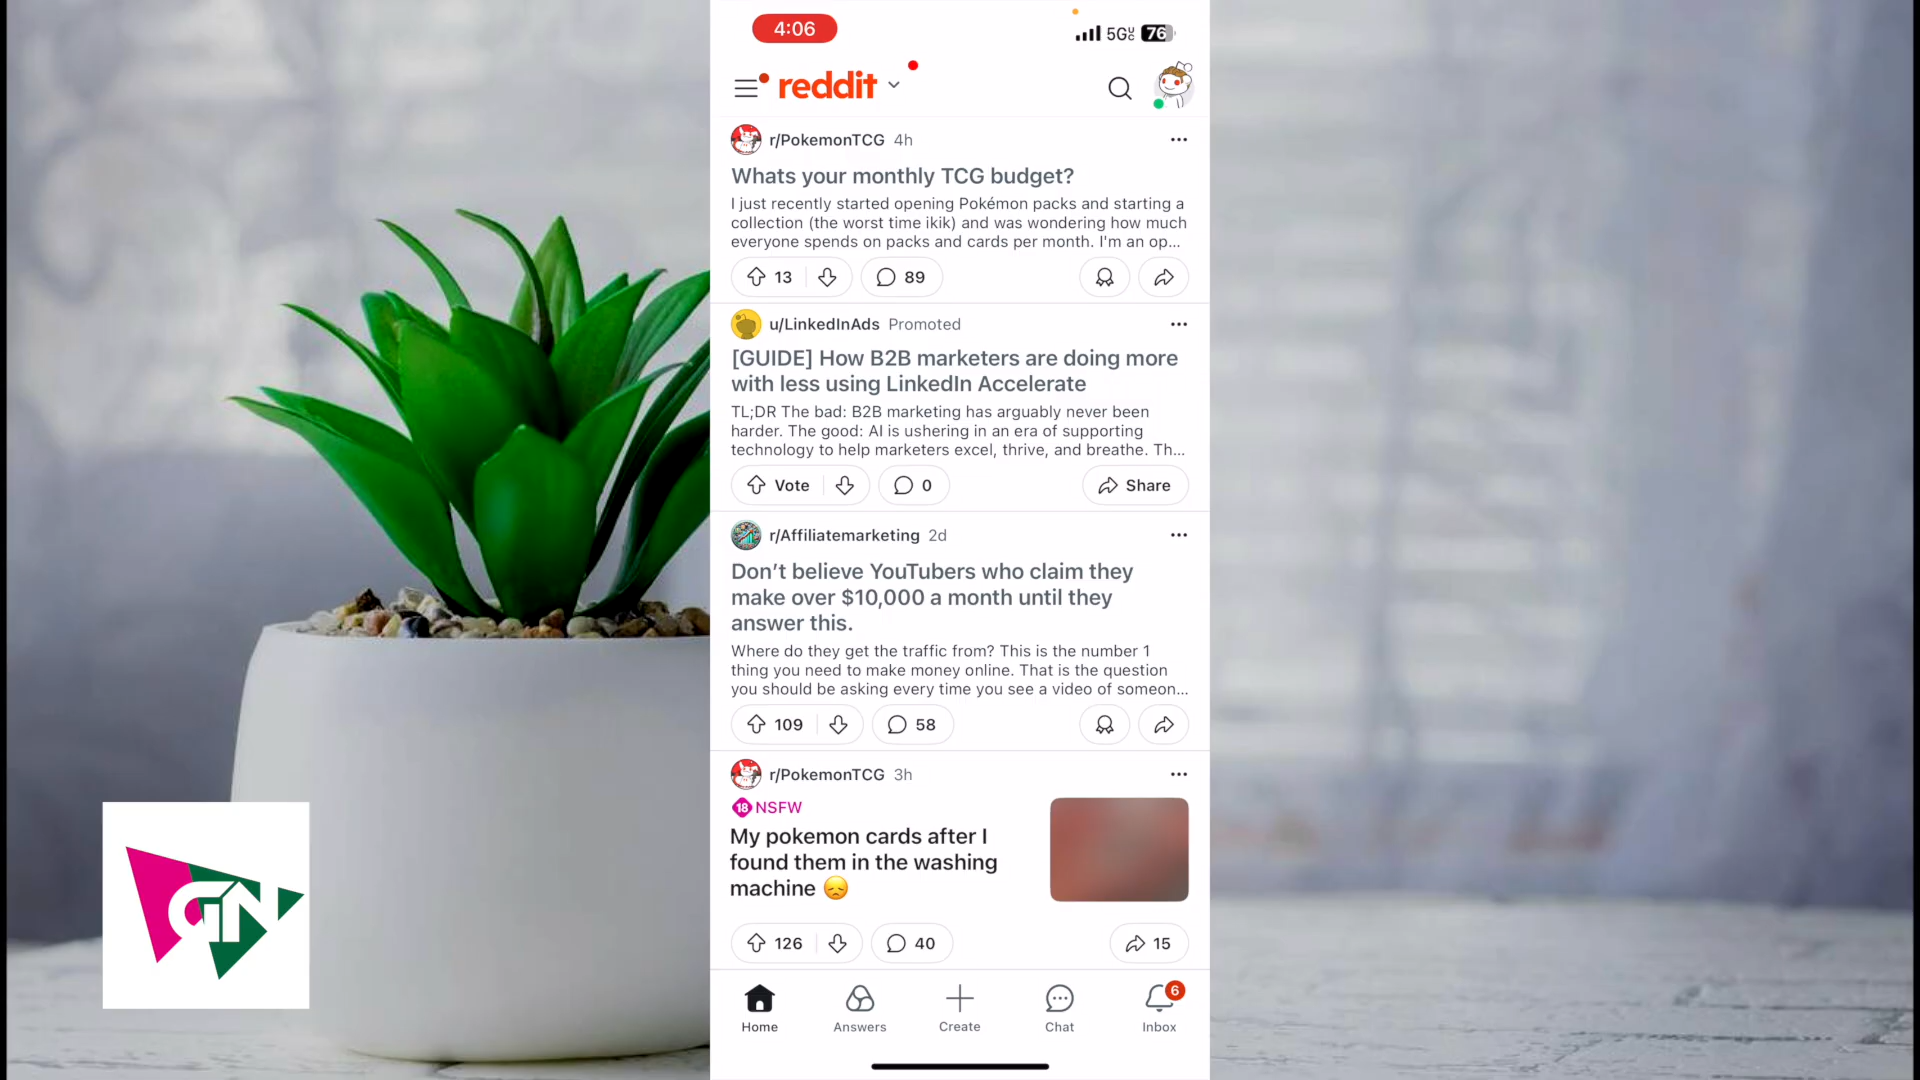 4:06
5G 76
reddit
r/PokemonTCG 4h
Whats your monthly TCG budget?
I just recently started opening Pokémon packs and starting a
collection (the worst time ikik) and was wondering how much
everyone spends on packs and cards per month. I'm an op...
13 89
u/LinkedInAds Promoted
[GUIDE] How B2B marketers are doing more
with less using LinkedIn Accelerate
TL;DR The bad: B2B marketing has arguably never been
harder. The good: AI is ushering in an era of supporting
technology to help marketers excel, thrive, and breathe. Th...
Vote 0 Share
r/Affiliatemarketing 2d
Don’t believe YouTubers who claim they
make over $10,000 a month until they
answer this.
Where do they get the traffic from? This is the number 1
thing you need to make money online. That is the question
you should be asking every time you see a video of someon...
109 58
r/PokemonTCG 3h
18 NSFW
My pokemon cards after I
found them in the washing
machine 😞
126 40 15
6
Home Answers Create Chat Inbox
GN